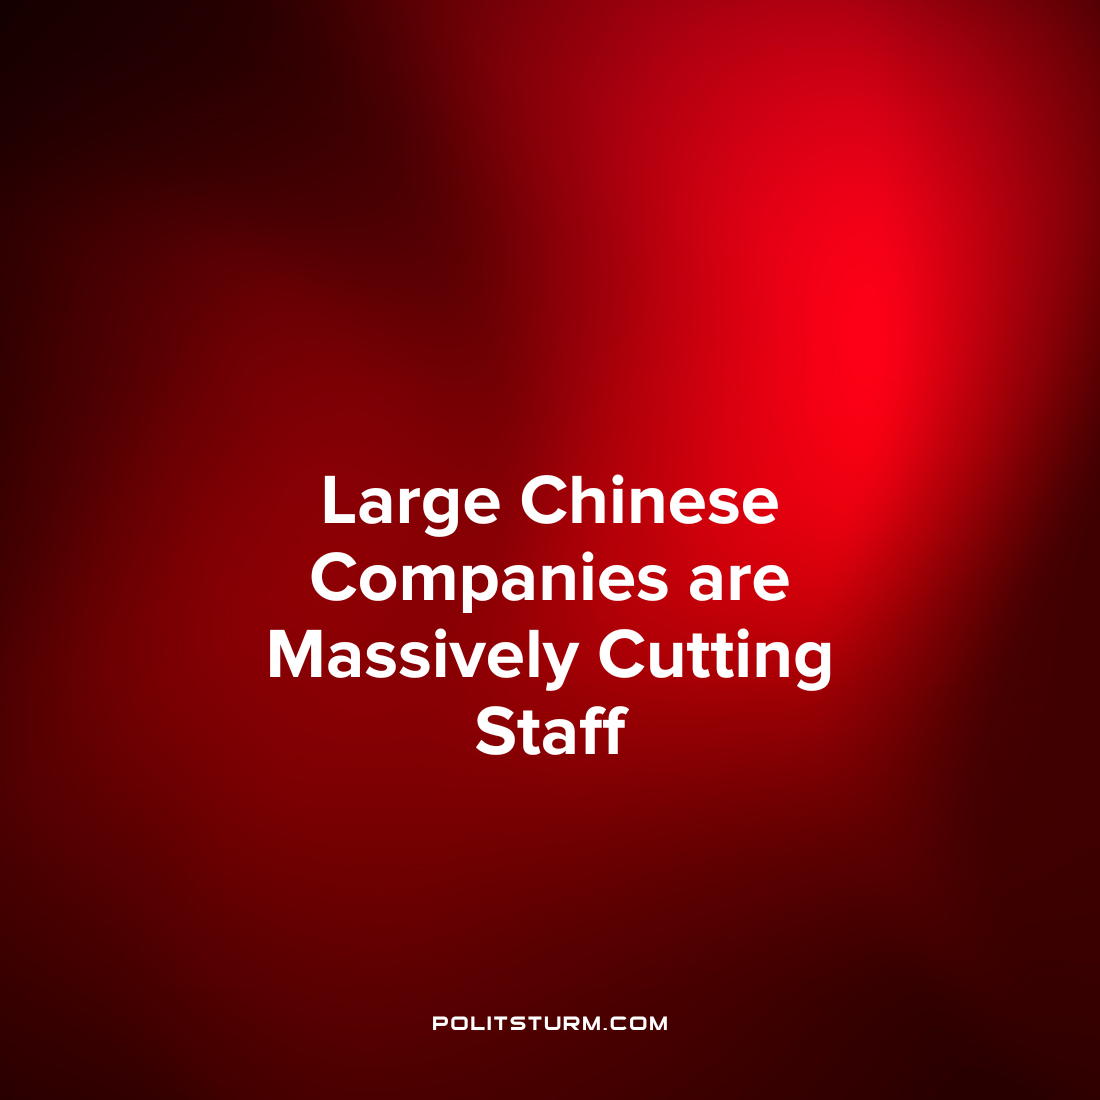 Large Chinese
Companies are
Massively Cutting
Staff
POLITSTURM.COM